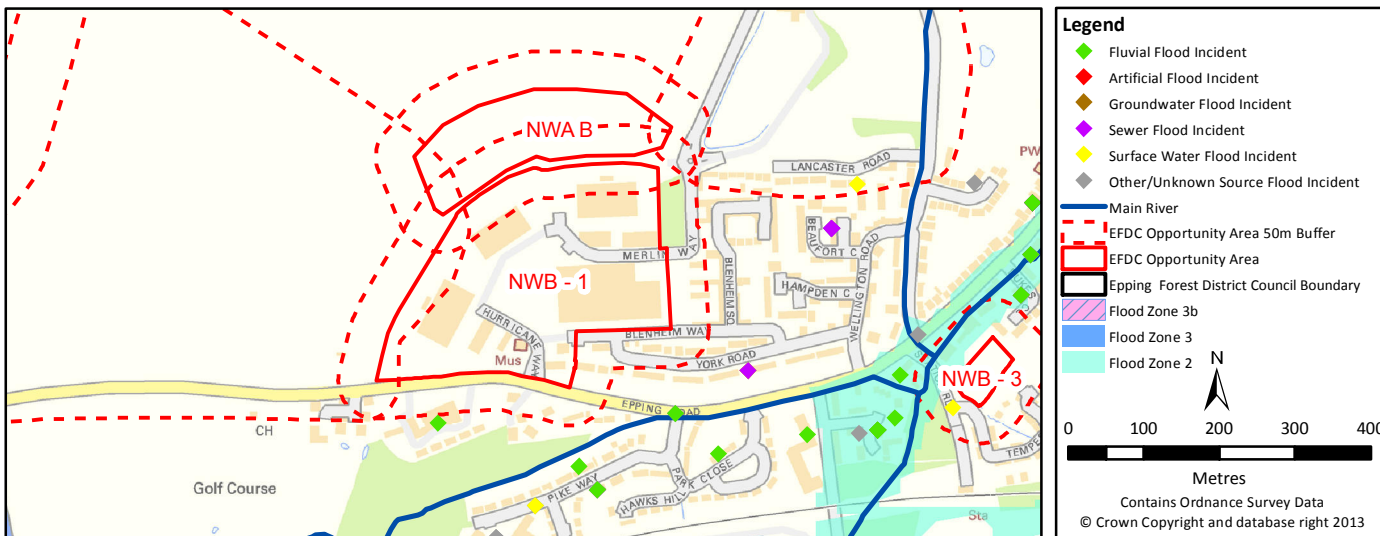 NWA B
LANCASTER ROAD
PW
BEAUFORT C
MERLIN WAY
BLENHEIM SQ
WELLINGTON ROAD
NWB - 1
HAMPDEN C
HURRICANE WAY
BLENHEIM WAY
Mus
YORK ROAD
NWB - 3
EPPING ROAD
CH
RL
TEMPE
PARK CLOSE
Golf Course
PIKE WAY
HAWKS HILL
Sta
Legend
Fluvial Flood Incident
Artificial Flood Incident
Groundwater Flood Incident
Sewer Flood Incident
Surface Water Flood Incident
Other/Unknown Source Flood Incident
Main River
EFDC Opportunity Area 50m Buffer
EFDC Opportunity Area
Epping Forest District Council Boundary
Flood Zone 3b
Flood Zone 3
Flood Zone 2
N
0 100 200 300 400
Metres
Contains Ordnance Survey Data
© Crown Copyright and database right 2013